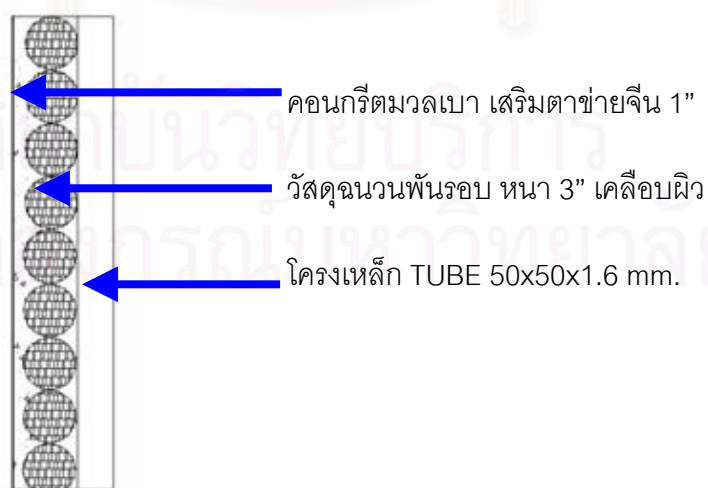 คอนกรีตมวลเบา เสริมตาข่ายจีน 1”
วัสดุฉนวนพันรอบ หนา 3” เคลือบผิว
โครงเหล็ก TUBE 50x50x1.6 mm.